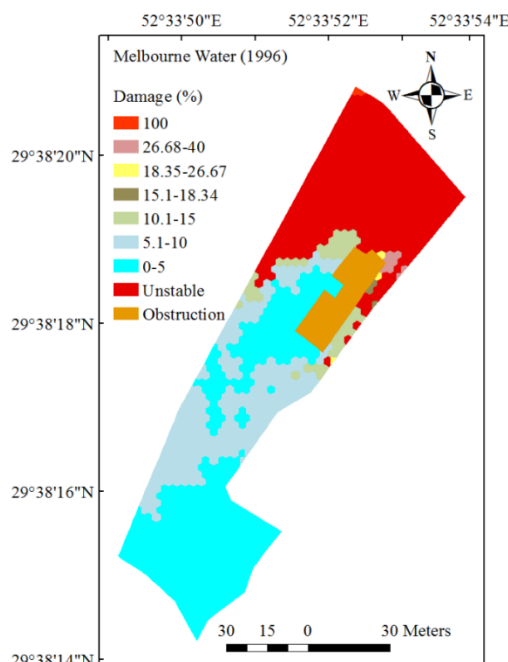 52°33'50"E 52°33'52"E 52°33'54"E
Melbourne Water (1996)
N
W E
S
Damage (%)
100
26.68-40
18.35-26.67
15.1-18.34
10.1-15
5.1-10
0-5
Unstable
Obstruction
29°38'20"N
29°38'18"N
29°38'16"N
29°38'14"N
30 15 0 30 Meters